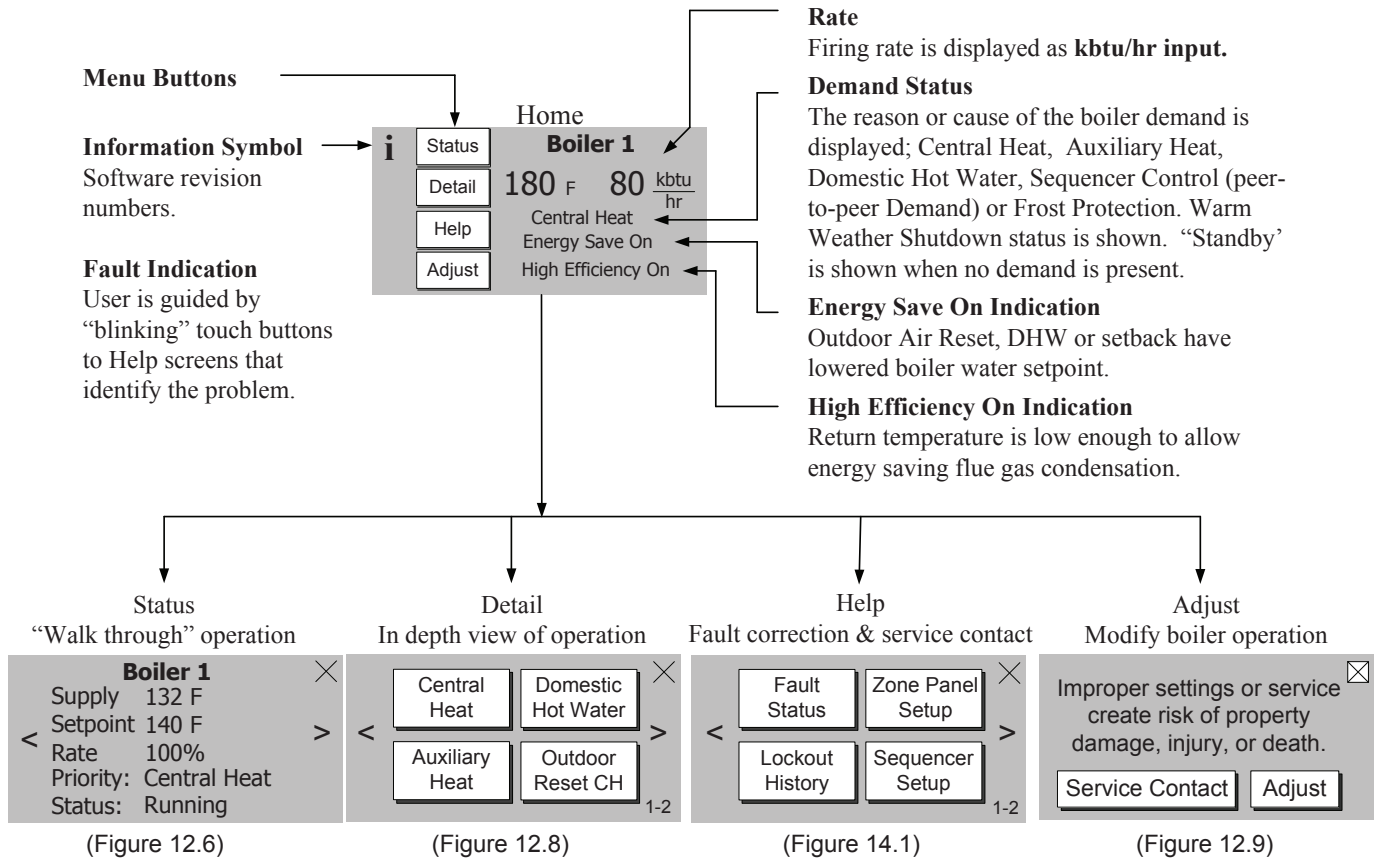 Menu Buttons
Information Symbol
Software revision
numbers.
Fault Indication
User is guided by
“blinking” touch buttons
to Help screens that
identify the problem.
Home
i
Status
Detail
Help
Adjust
Boiler 1
180 F 80 kbtu
hr
Central Heat
Energy Save On
High Efficiency On
Rate
Firing rate is displayed as kbtu/hr input.
Demand Status
The reason or cause of the boiler demand is
displayed; Central Heat, Auxiliary Heat,
Domestic Hot Water, Sequencer Control (peer-
to-peer Demand) or Frost Protection. Warm
Weather Shutdown status is shown. “Standby’
is shown when no demand is present.
Energy Save On Indication
Outdoor Air Reset, DHW or setback have
lowered boiler water setpoint.
High Efficiency On Indication
Return temperature is low enough to allow
energy saving flue gas condensation.
Status
“Walk through” operation
Boiler 1
Supply 132 F
Setpoint 140 F
< >
Rate 100%
Priority: Central Heat
Status: Running
(Figure 12.6)
Detail
In depth view of operation
Central
Heat
Domestic
Hot Water
< >
Auxiliary
Heat
Outdoor
Reset CH
1-2
(Figure 12.8)
Help
Fault correction & service contact
Fault
Status
Zone Panel
Setup
< >
Lockout
History
Sequencer
Setup
1-2
(Figure 14.1)
Adjust
Modify boiler operation
Improper settings or service
create risk of property
damage, injury, or death.
Service Contact
Adjust
(Figure 12.9)